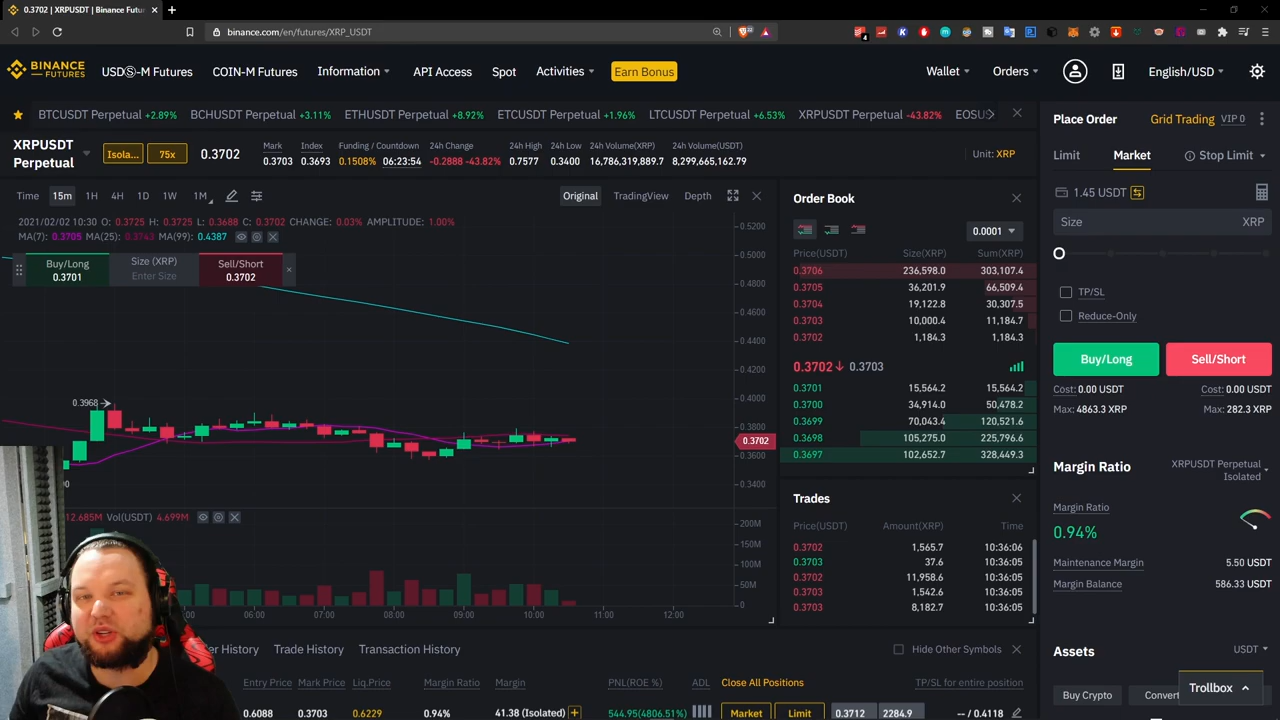 0.3702 | XRPUSDT | Binance Futur
binance.com/en/futures/XRP_USDT
4
BINANCE
FUTURES
USDⓈ-M Futures
COIN-M Futures
Information
API Access
Spot
Activities
Earn Bonus
Wallet
Orders
English/USD
BTCUSDT Perpetual +2.89%
BCHUSDT Perpetual +3.11%
ETHUSDT Perpetual +8.92%
ETCUSDT Perpetual +1.96%
LTCUSDT Perpetual +6.53%
XRPUSDT Perpetual -43.82%
EOSUS
XRPUSDT
Perpetual
Isola...
75x
0.3702
Mark
0.3703
Index
0.3693
Funding / Countdown
0.1508% 06:23:54
24h Change
-0.2888 -43.82%
24h High
0.7577
24h Low
0.3400
24h Volume(XRP)
16,786,319,889.7
24h Volume(USDT)
8,299,665,162.79
Unit: XRP
Time
15m
1H
4H
1D
1W
1M
Original
TradingView
Depth
2021/02/02 10:30 O: 0.3725 H: 0.3725 L: 0.3688 C: 0.3702 CHANGE: 0.03% AMPLITUDE: 1.00%
MA(7): 0.3705 MA(25): 0.3743 MA(99): 0.4387
Buy/Long
0.3701
Size (XRP)
Enter Size
Sell/Short
0.3702
0.3968
0.5200
0.5000
0.4800
0.4600
0.4400
0.4200
0.4000
0.3800
0.3702
0.3600
0.3400
00
12.685M Vol(USDT) 4.699M
200M
150M
100M
50M
0
:00
06:00
07:00
08:00
09:00
10:00
11:00
12:00
Order Book
0.0001
Price(USDT) Size(XRP) Sum(XRP)
0.3706 236,598.0 303,107.4
0.3705 36,201.9 66,509.4
0.3704 19,122.8 30,307.5
0.3703 10,000.4 11,184.7
0.3702 1,184.3 1,184.3
0.3702↓ 0.3703
0.3701 15,564.2 15,564.2
0.3700 34,914.0 50,478.2
0.3699 70,043.4 120,521.6
0.3698 105,275.0 225,796.6
0.3697 102,652.7 328,449.3
Trades
Price(USDT) Amount(XRP) Time
0.3702 1,565.7 10:36:06
0.3703 37.6 10:36:05
0.3702 11,958.6 10:36:05
0.3703 1,542.6 10:36:05
0.3703 8,182.7 10:36:05
Place Order
Grid Trading
VIP 0
Limit
Market
Stop Limit
1.45 USDT
Size XRP
TP/SL
Reduce-Only
Buy/Long
Sell/Short
Cost: 0.00 USDT
Cost: 0.00 USDT
Max: 4863.3 XRP
Max: 282.3 XRP
Margin Ratio
XRPUSDT Perpetual
Isolated
Margin Ratio
0.94%
Maintenance Margin 5.50 USDT
Margin Balance 586.33 USDT
Assets
USDT
Buy Crypto
Convert
Trollbox
er History
Trade History
Transaction History
Hide Other Symbols
Entry Price Mark Price Liq.Price Margin Ratio Margin PNL(ROE %) ADL Close All Positions TP/SL for entire position
0.6088 0.3703 0.6229 0.94% 41.38 (Isolated) 544.95(4806.51%) Market Limit 0.3712 2284.9 -- / 0.4118